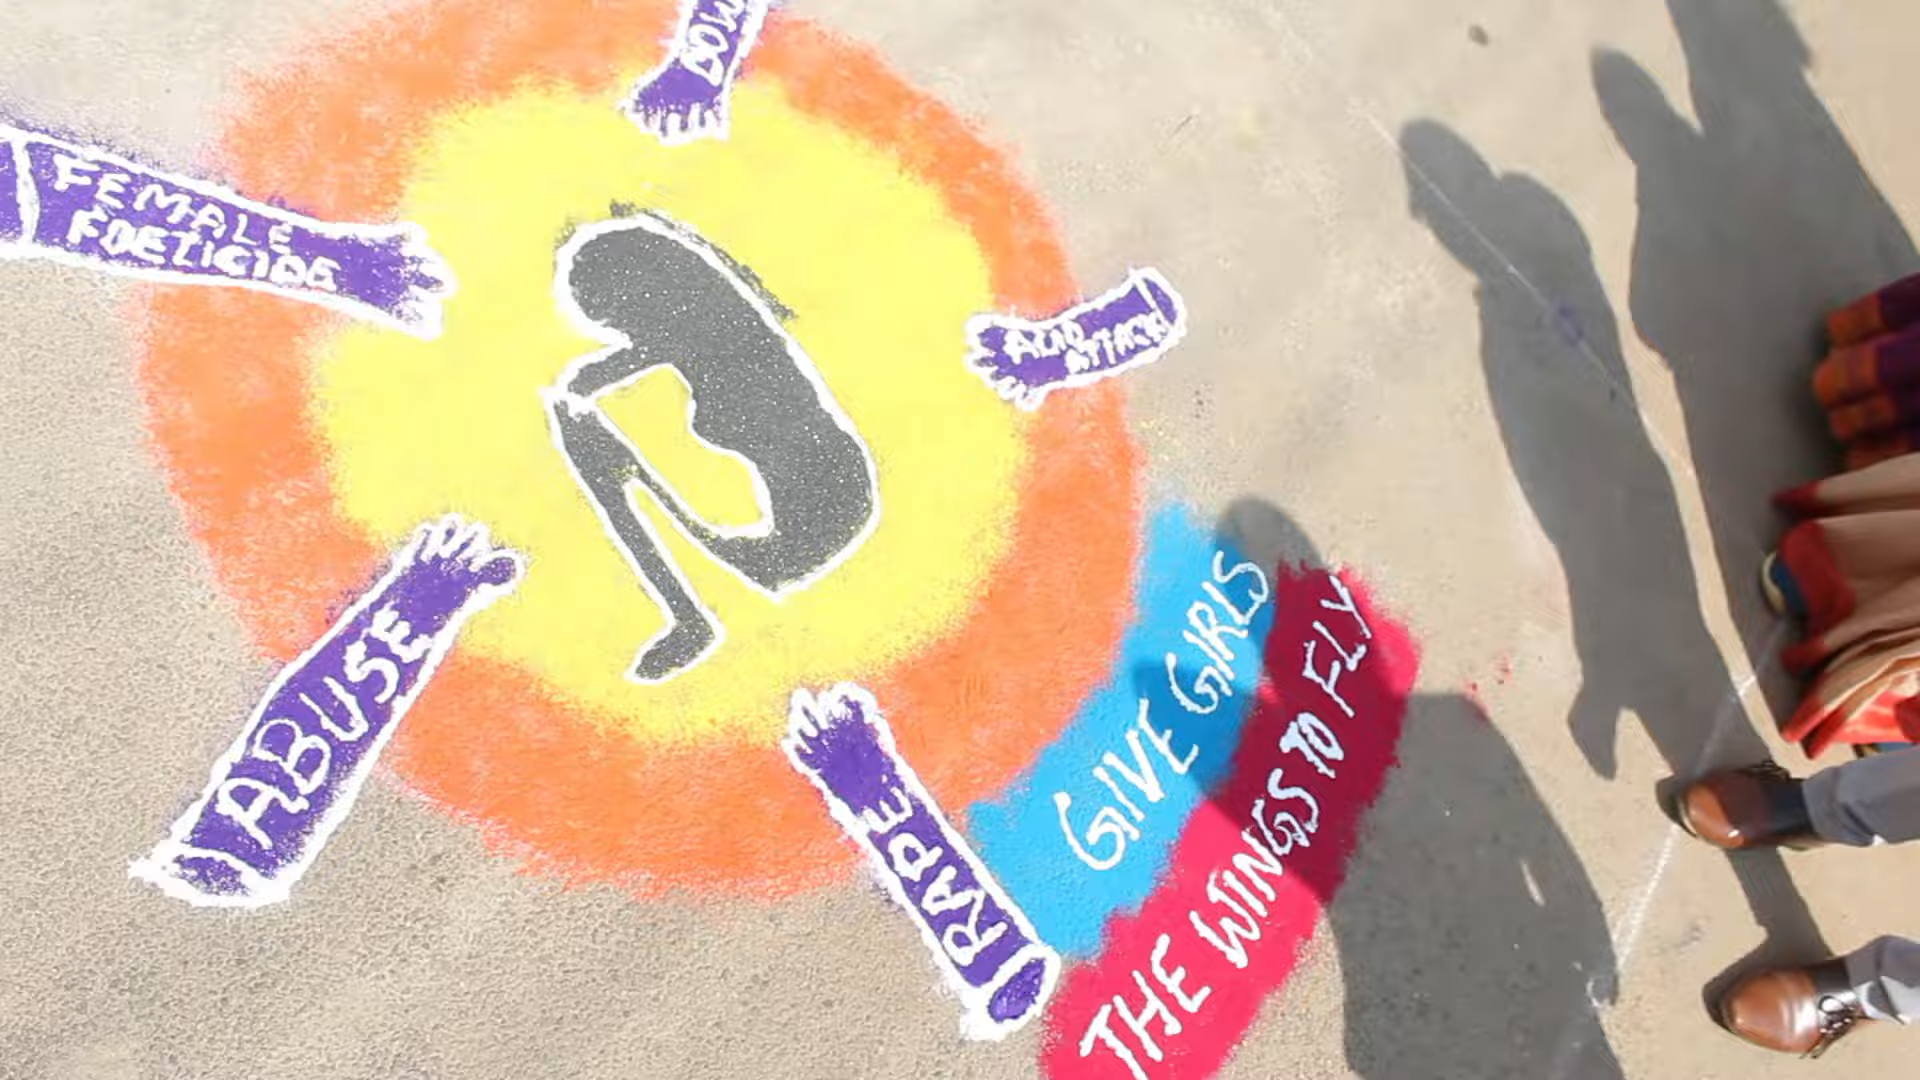 FEMALE
FOETICIDE
ACID
ATTACK
ABUSE
RAPE
GIVE GIRLS
THE WINGS TO FLY